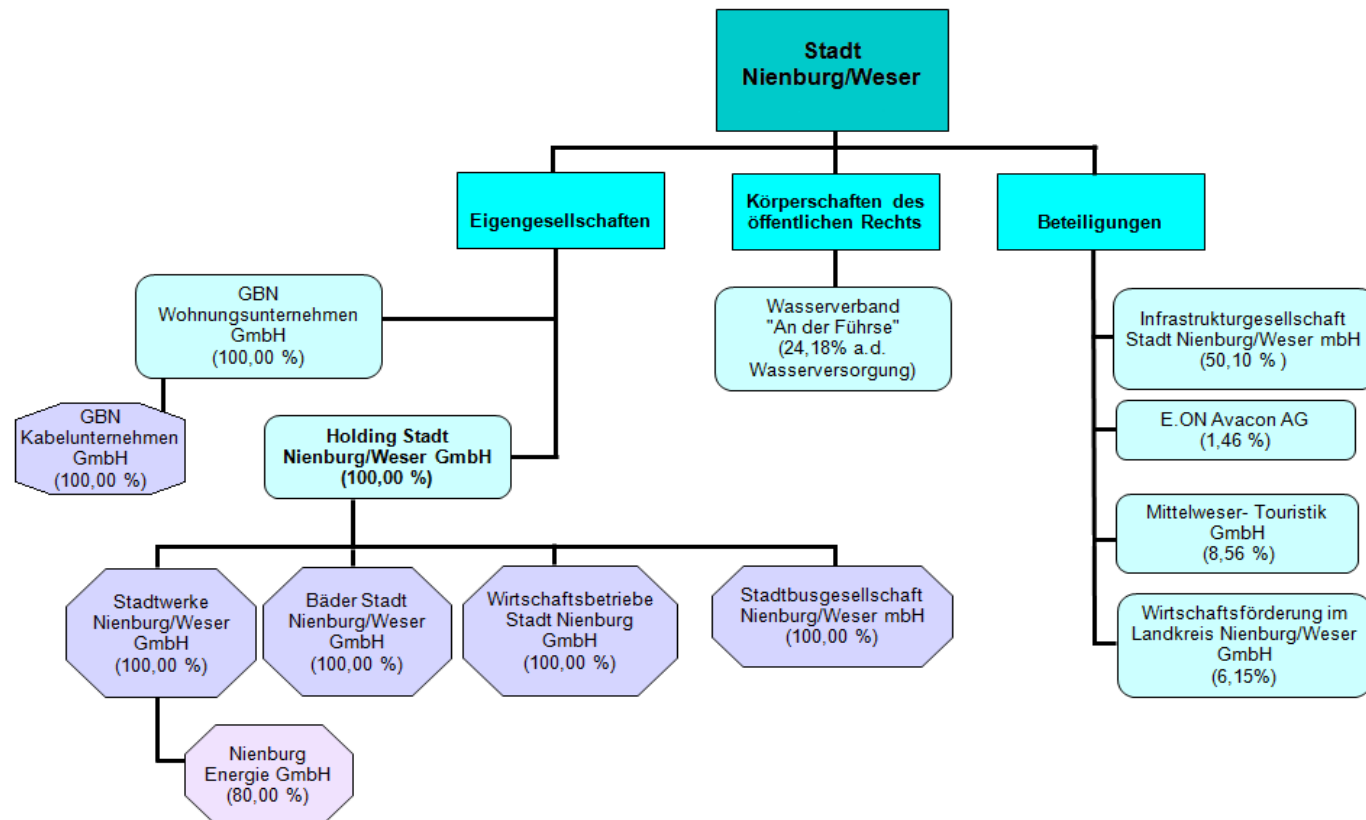 Stadt
Nienburg/Weser
Eigengesellschaften
Körperschaften des
öffentlichen Rechts
Beteiligungen
GBN
Wohnungsunternehmen
GmbH
(100,00 %)
GBN
Kabelunternehmen
GmbH
(100,00 %)
Holding Stadt
Nienburg/Weser GmbH
(100,00 %)
Stadtwerke
Nienburg/Weser
GmbH
(100,00 %)
Bäder Stadt
Nienburg/Weser
GmbH
(100,00 %)
Wirtschaftsbetriebe
Stadt Nienburg
GmbH
(100,00 %)
Stadtbusgesellschaft
Nienburg/Weser mbH
(100,00 %)
Nienburg
Energie GmbH
(80,00 %)
Wasserverband
"An der Führse"
(24,18% a.d.
Wasserversorgung)
Infrastrukturgesellschaft
Stadt Nienburg/Weser mbH
(50,10 % )
E.ON Avacon AG
(1,46 %)
Mittelweser- Touristik
GmbH
(8,56 %)
Wirtschaftsförderung im
Landkreis Nienburg/Weser
GmbH
(6,15%)